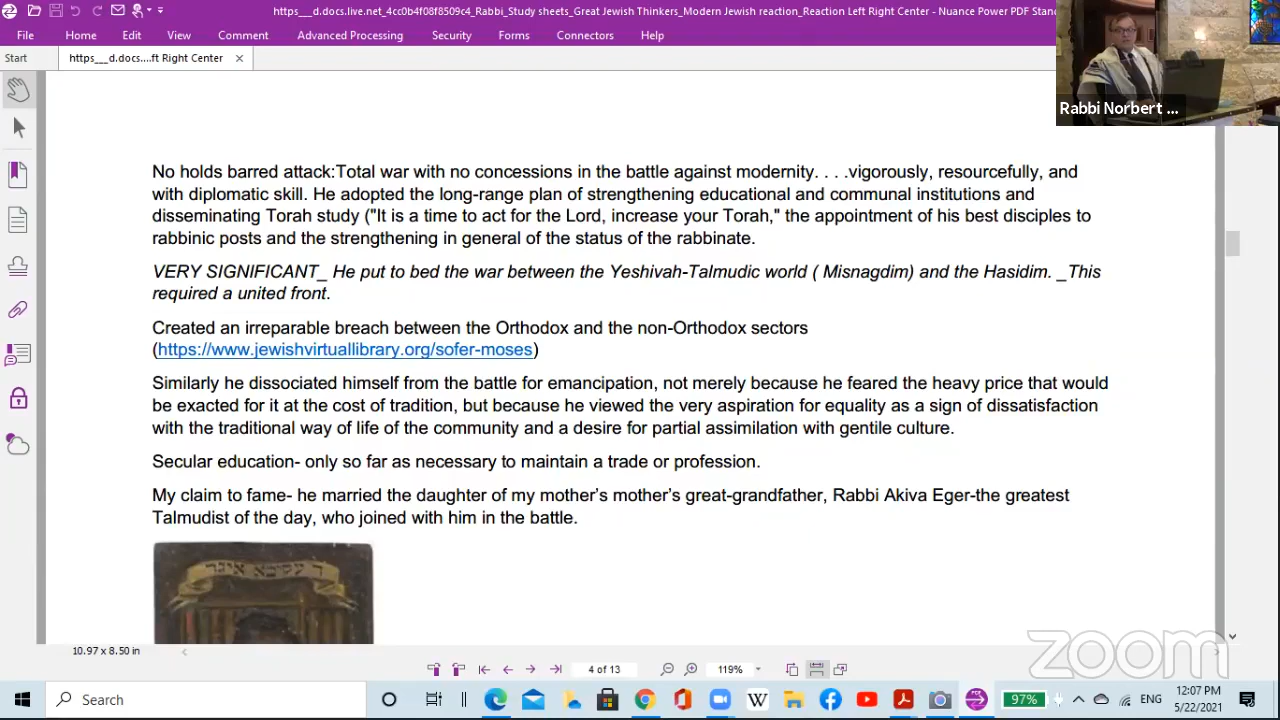 https___d.docs.live.net_4cc0b4f08f8509c4_Rabbi_Study sheets_Great Jewish Thinkers_Modern Jewish reaction_Reaction Left Right Center - Nuance Power PDF Stan
File Home Edit View Comment Advanced Processing Security Forms Connectors Help
Start https___d.docs....ft Right Center
Rabbi Norbert ...
No holds barred attack:Total war with no concessions in the battle against modernity. . . .vigorously, resourcefully, and
with diplomatic skill. He adopted the long-range plan of strengthening educational and communal institutions and
disseminating Torah study ("It is a time to act for the Lord, increase your Torah," the appointment of his best disciples to
rabbinic posts and the strengthening in general of the status of the rabbinate.
VERY SIGNIFICANT_ He put to bed the war between the Yeshivah-Talmudic world ( Misnagdim) and the Hasidim. _This
required a united front.
Created an irreparable breach between the Orthodox and the non-Orthodox sectors
(https://www.jewishvirtuallibrary.org/sofer-moses)
Similarly he dissociated himself from the battle for emancipation, not merely because he feared the heavy price that would
be exacted for it at the cost of tradition, but because he viewed the very aspiration for equality as a sign of dissatisfaction
with the traditional way of life of the community and a desire for partial assimilation with gentile culture.
Secular education- only so far as necessary to maintain a trade or profession.
My claim to fame- he married the daughter of my mother's mother's great-grandfather, Rabbi Akiva Eger-the greatest
Talmudist of the day, who joined with him in the battle.
ר עקיבא איגר
10.97 x 8.50 in
zoom
4 of 13
119%
Search
97%
ENG
12:07 PM
5/22/2021